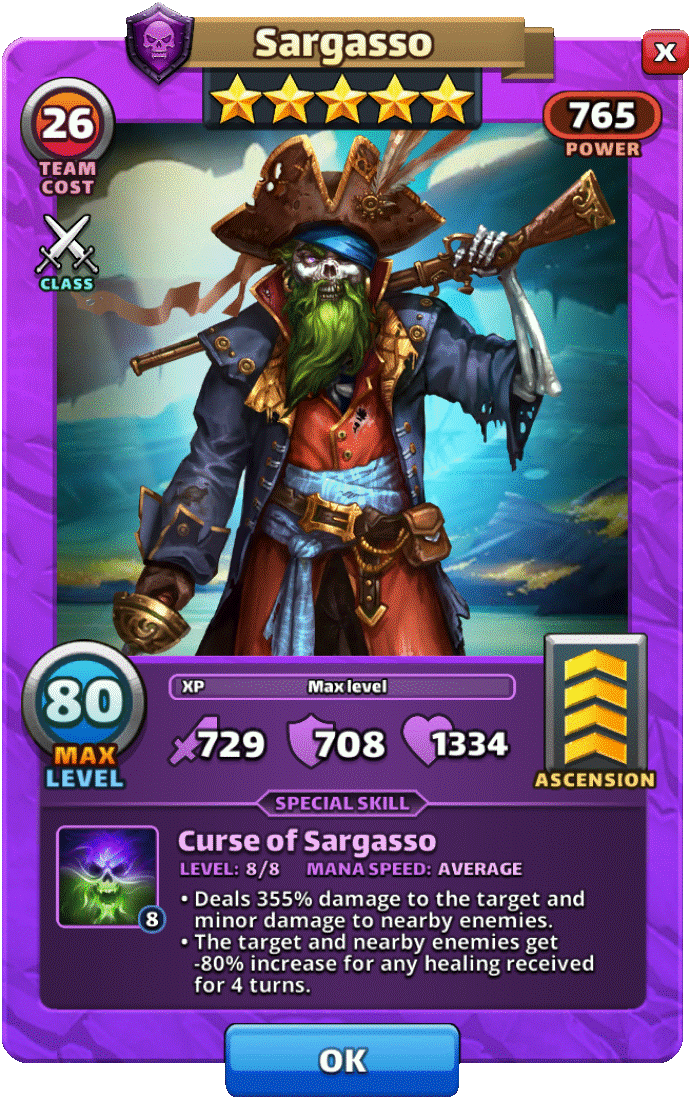 Sargasso
X
26
TEAM
COST
765
POWER
CLASS
80
MAX
LEVEL
XP Max level
729 708 1334
ASCENSION
SPECIAL SKILL
Curse of Sargasso
LEVEL: 8/8 MANA SPEED: AVERAGE
8
• Deals 355% damage to the target and
minor damage to nearby enemies.
• The target and nearby enemies get
-80% increase for any healing received
for 4 turns.
OK